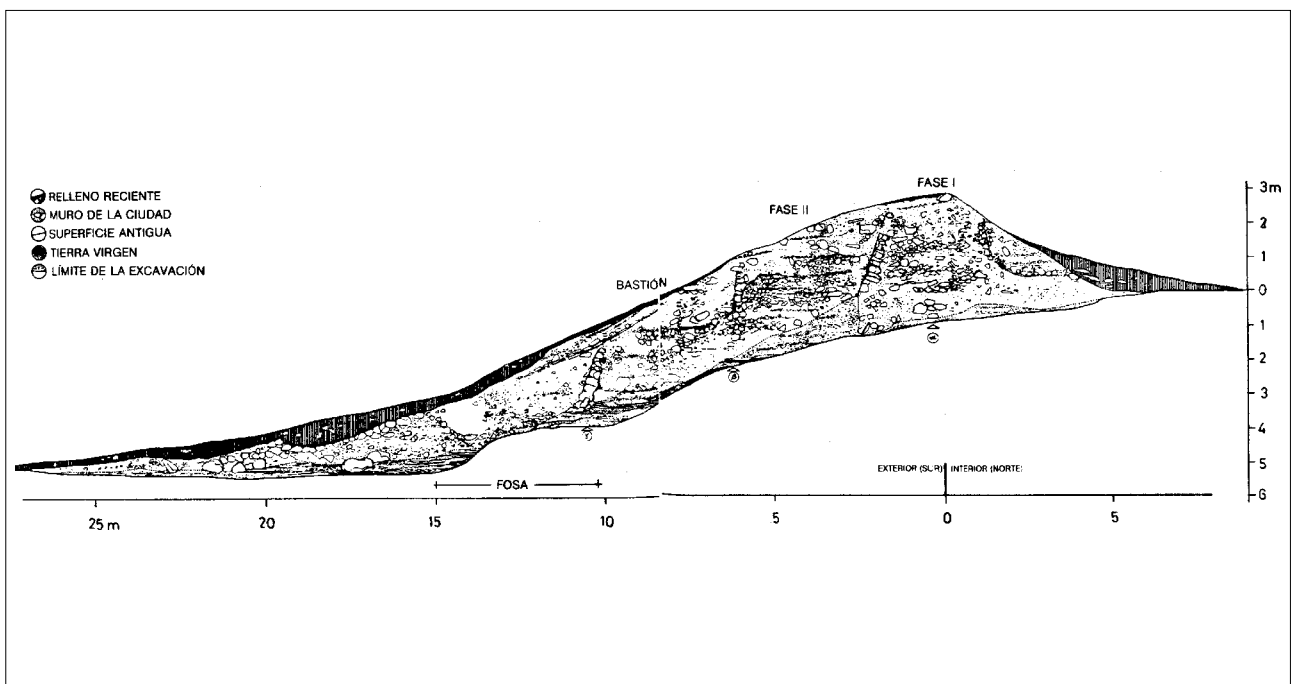 RELLENO RECIENTE
MURO DE LA CIUDAD
SUPERFICIE ANTIGUA
TIERRA VIRGEN
LÍMITE DE LA EXCAVACIÓN
FASE I
FASE II
BASTIÓN
3m
2
1
0
1
2
3
4
5
6
EXTERIOR (SUR) INTERIOR (NORTE)
FOSA
25 m 20 15 10 5 0 5